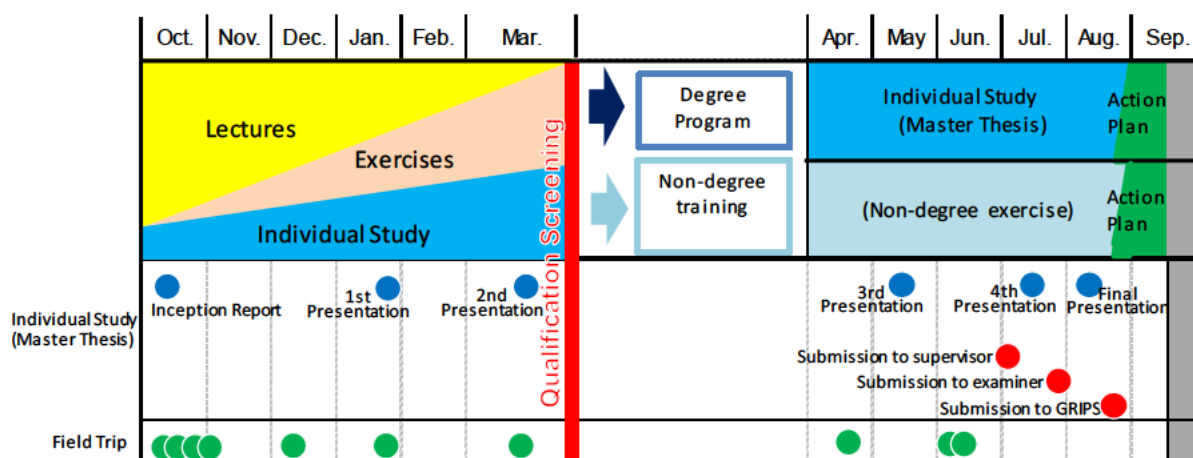 Oct. Nov. Dec. Jan. Feb. Mar. Apr. May Jun. Jul. Aug. Sep.
Lectures
Exercises
Individual Study
Qualification Screening
Degree
Program
Non-degree
training
Individual Study
(Master Thesis)
Action
Plan
(Non-degree exercise)
Action
Plan
Individual Study
(Master Thesis)
Inception Report
1st
Presentation
2nd
Presentation
3rd
Presentation
4th
Presentation
Final
Presentation
Submission to supervisor
Submission to examiner
Submission to GRIPS
Field Trip